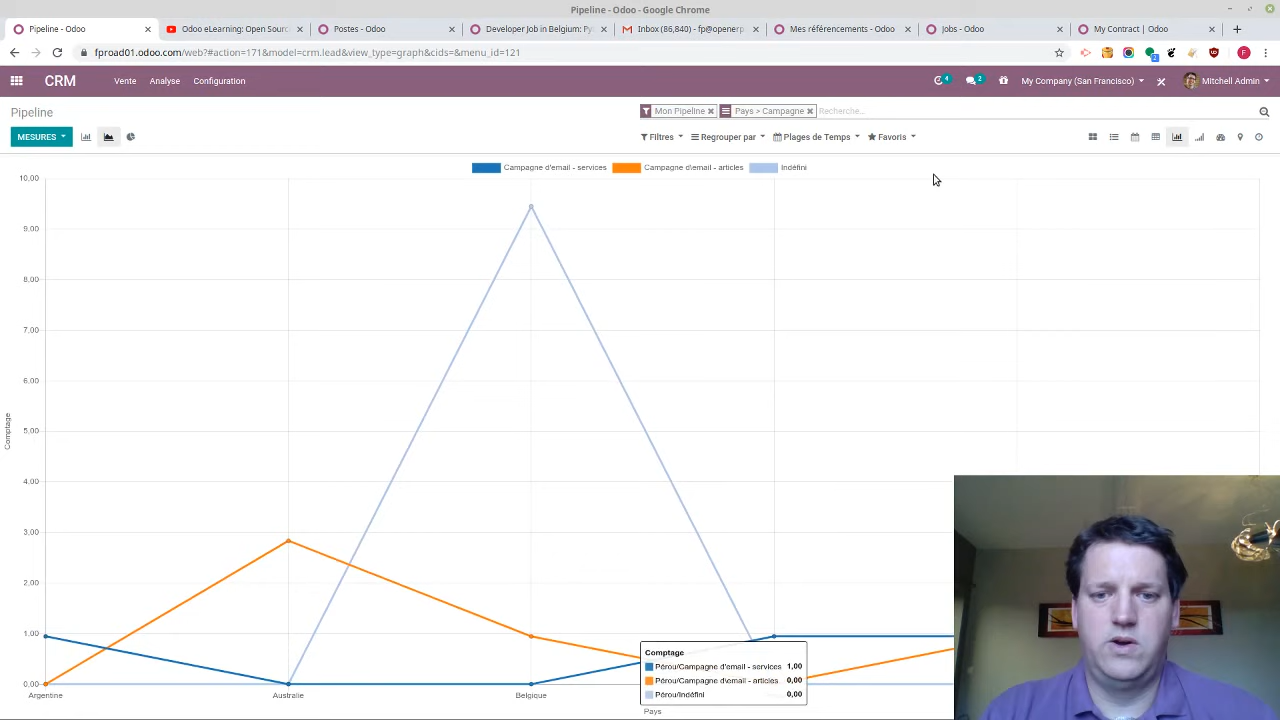 Pipeline - Odoo - Google Chrome
Pipeline - Odoo
Odoo eLearning: Open Sourc
Postes - Odoo
Developer Job in Belgium: Py
Inbox (86,840) - fp@openerp
Mes référencements - Odoo
Jobs - Odoo
My Contract | Odoo
fproad01.odoo.com/web?#action=171&model=crm.lead&view_type=graph&cids=&menu_id=121
CRM Vente Analyse Configuration 4 2 My Company (San Francisco) Mitchell Admin
Pipeline Mon Pipeline Pays > Campagne Recherche...
MESURES Filtres Regrouper par Plages de Temps Favoris
Campagne d'email - services Campagne d\email - articles Indéfini
10,00
9,00
8,00
7,00
6,00
5,00
4,00
3,00
2,00
1,00
0,00
Comptage
Comptage
Pérou/Campagne d'email - services 1,00
Pérou/Campagne d\email - articles 0,00
Pérou/Indéfini 0,00
Argentine Australie Belgique
Pays